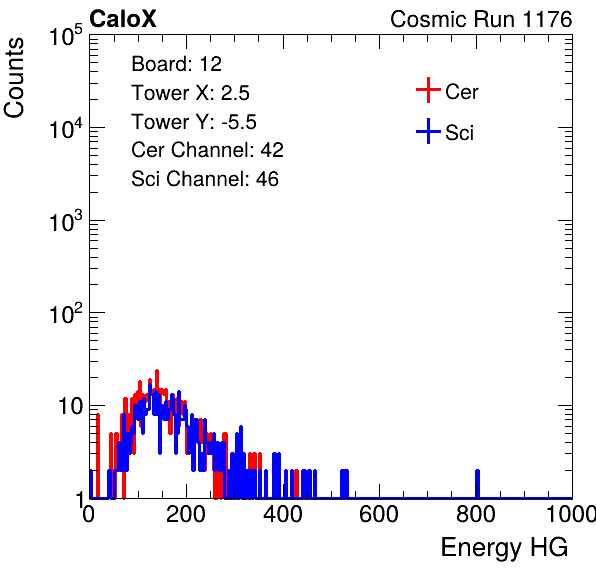 CaloX Cosmic Run 1176
Counts
Board: 12
Tower X: 2.5
Tower Y: -5.5
Cer Channel: 42
Sci Channel: 46
Cer
Sci
10^5
10^4
10^3
10^2
10
1
0 200 400 600 800 1000
Energy HG